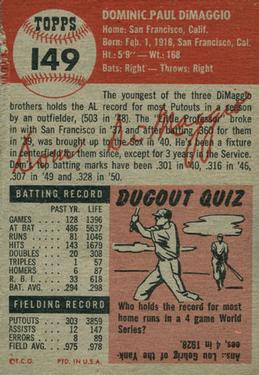 TOPPS
149
DOMINIC PAUL DiMAGGIO
Home: San Francisco, Calif.
Born: Feb. 1, 1918, San Francisco, Cal.
Ht.: 5'9" — Wt.: 168
Bats: Right - Throws: Right
The youngest of the three DiMaggio
brothers holds the AL record for most Putouts in a season
by an outfielder, (503 in '48). The "Little Professor" broke
in with San Francisco in '37 and after batting .360 for them
in '39, was brought up by the Sox in '40. He's been a
fixture in centerfield since, except for 3 years in the Service.
Dom's top batting marks have been .301 in '40, .316 in '46,
.307 in '49 and .328 in '50.
Dom DiMaggio
BATTING RECORD
PAST YR. LIFE
GAMES 128 1396
AT BAT 486 5637
RUNS 81 1045
HITS 143 1679
DOUBLES 20 308
TRIPLES 1 57
HOMERS 6 87
R. B. I. 33 618
BAT. AVG. .294 .298
FIELDING RECORD
PUTOUTS 303 3859
ASSISTS 12 147
ERRORS 8 89
FIELD. AVG. .975 .978
©T.C.G. PTD. IN U.S.A.
DUGOUT QUIZ
Who holds the record for
most home runs in a 4 game
World Series?
Ans: Lou Gehrig of the Yank-
ees, 4 in 1928.